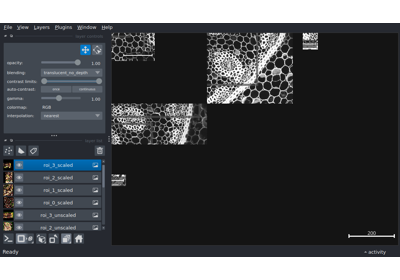 File View Layers Plugins Window Help
opacity: 1.00
blending: translucent_no_depth
contrast limits:
auto-contrast: once continuous
gamma: 1.00
colormap: RGB
interpolation: nearest
roi_3_scaled
roi_2_scaled
roi_1_scaled
roi_0_scaled
roi_3_unscaled
roi_2_unscaled
200
Ready
activity